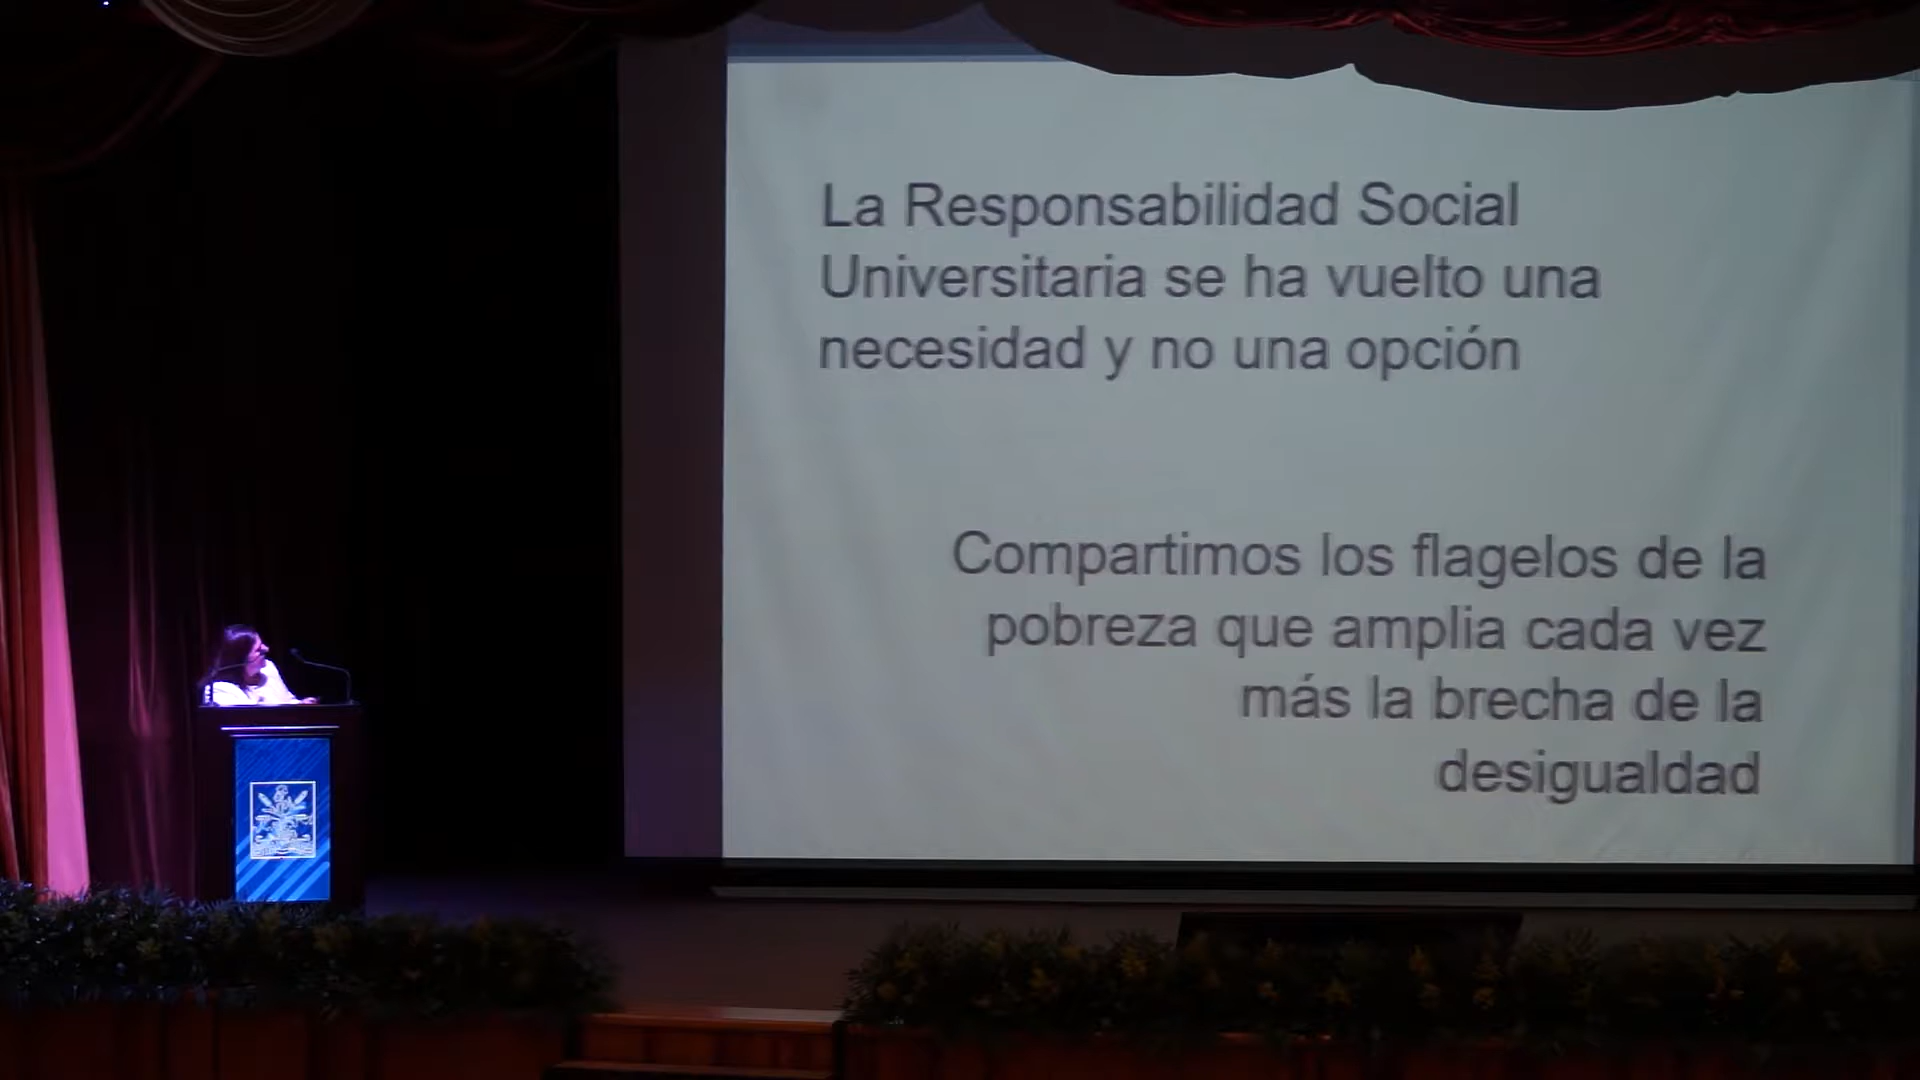 La Responsabilidad Social
Universitaria se ha vuelto una
necesidad y no una opción
Compartimos los flagelos de la
pobreza que amplia cada vez
más la brecha de la
desigualdad